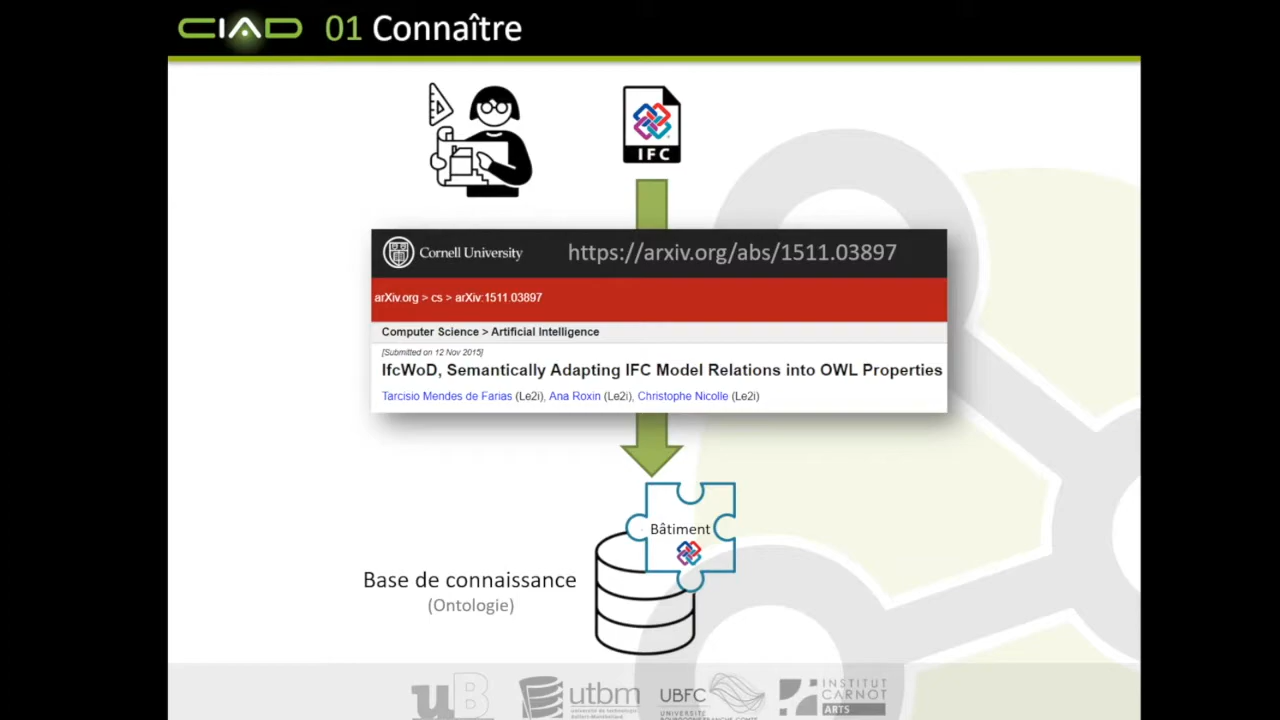 CIAD 01 Connaître
IFC
Cornell University https://arxiv.org/abs/1511.03897
arXiv.org > cs > arXiv:1511.03897
Computer Science > Artificial Intelligence
[Submitted on 12 Nov 2015]
IfcWoD, Semantically Adapting IFC Model Relations into OWL Properties
Tarcisio Mendes de Farias (Le2i), Ana Roxin (Le2i), Christophe Nicolle (Le2i)
Bâtiment
Base de connaissance
(Ontologie)
uB utbm UBFC INSTITUT
CARNOT
ARTS